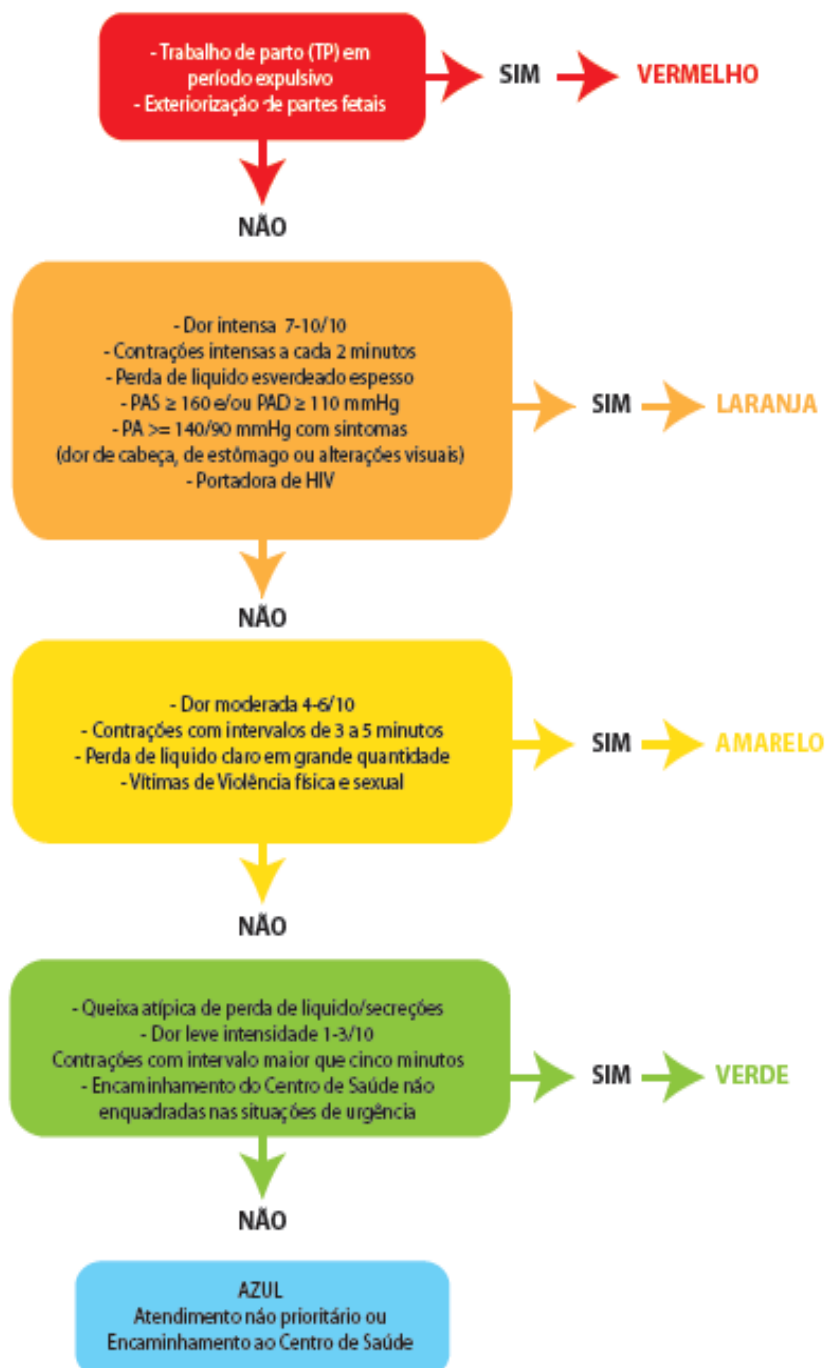 - Trabalho de parto (TP) em
período expulsivo
- Exteriorização de partes fetais
SIM
VERMELHO
NÃO
- Dor intensa 7-10/10
- Contrações intensas a cada 2 minutos
- Perda de liquido esverdeado espesso
- PAS ≥ 160 e/ou PAD ≥ 110 mmHg
- PA >= 140/90 mmHg com sintomas
(dor de cabeça, de estômago ou alterações visuais)
- Portadora de HIV
SIM
LARANJA
NÃO
- Dor moderada 4-6/10
- Contrações com intervalos de 3 a 5 minutos
- Perda de líquido claro em grande quantidade
- Vítimas de Violência física e sexual
SIM
AMARELO
NÃO
- Queixa atípica de perda de liquido/secreções
- Dor leve intensidade 1-3/10
Contrações com intervalo maior que cinco minutos
- Encaminhamento do Centro de Saúde não
enquadradas nas situações de urgência
SIM
VERDE
NÃO
AZUL
Atendimento não prioritário ou
Encaminhamento ao Centro de Saúde